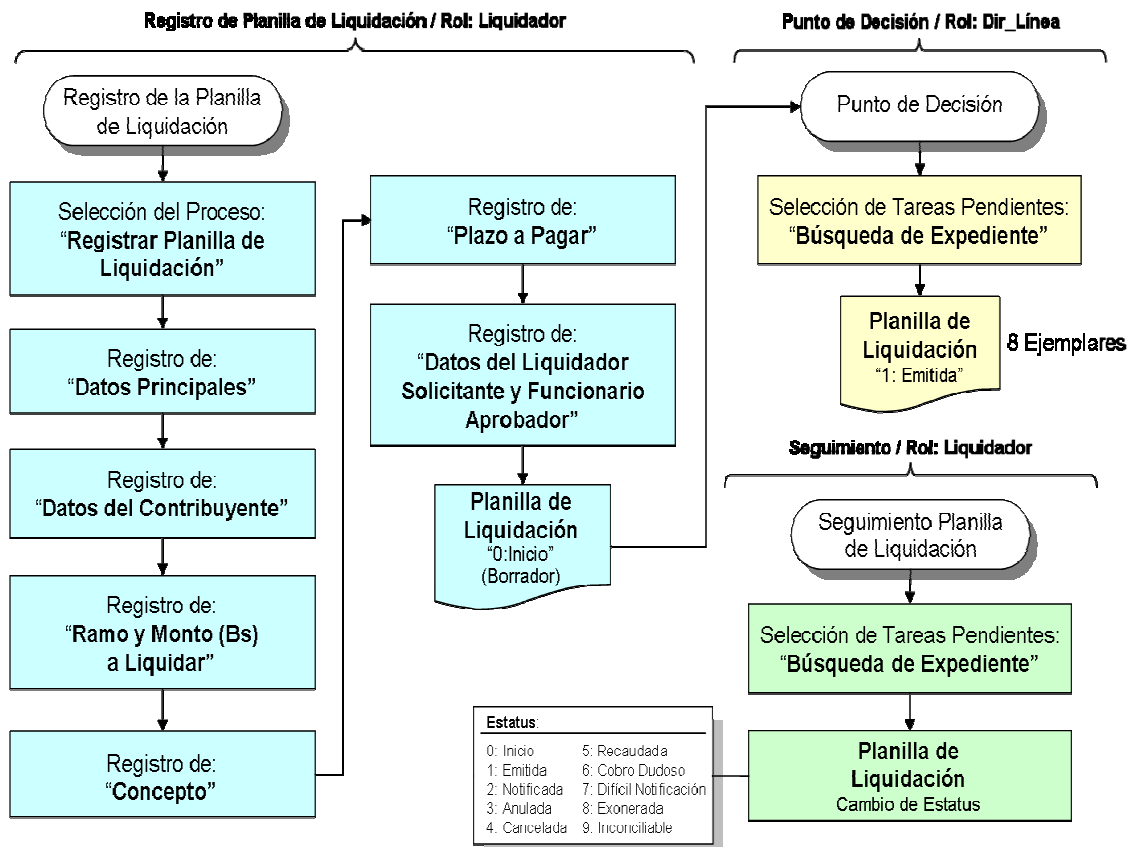 Registro de Planilla de Liquidación / Rol: Liquidador
Registro de la Planilla
de Liquidación
Selección del Proceso:
“Registrar Planilla de
Liquidación”
Registro de:
“Datos Principales”
Registro de:
“Datos del Contribuyente”
Registro de:
“Ramo y Monto (Bs)
a Liquidar”
Registro de:
“Concepto”
Registro de:
“Plazo a Pagar”
Registro de:
“Datos del Liquidador
Solicitante y Funcionario
Aprobador”
Planilla de
Liquidación
“0:Inicio”
(Borrador)
Punto de Decisión / Rol: Dir_Línea
Punto de Decisión
Selección de Tareas Pendientes:
“Búsqueda de Expediente”
Planilla de
Liquidación
“1: Emitida”
8 Ejemplares
Seguimiento / Rol: Liquidador
Seguimiento Planilla
de Liquidación
Selección de Tareas Pendientes:
“Búsqueda de Expediente”
Planilla de
Liquidación
Cambio de Estatus
Estatus:
0: Inicio
1: Emitida
2: Notificada
3: Anulada
4. Cancelada
5: Recaudada
6: Cobro Dudoso
7: Difícil Notificación
8: Exonerada
9. Inconciliable